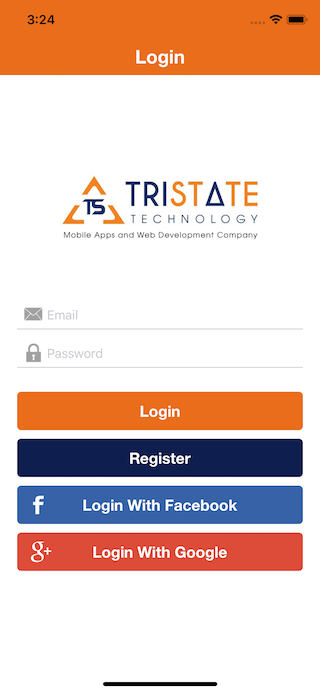 3:24
Login
TS
TRISTATE
TECHNOLOGY
Mobile Apps and Web Development Company
Email
Password
Login
Register
f Login With Facebook
g+ Login With Google